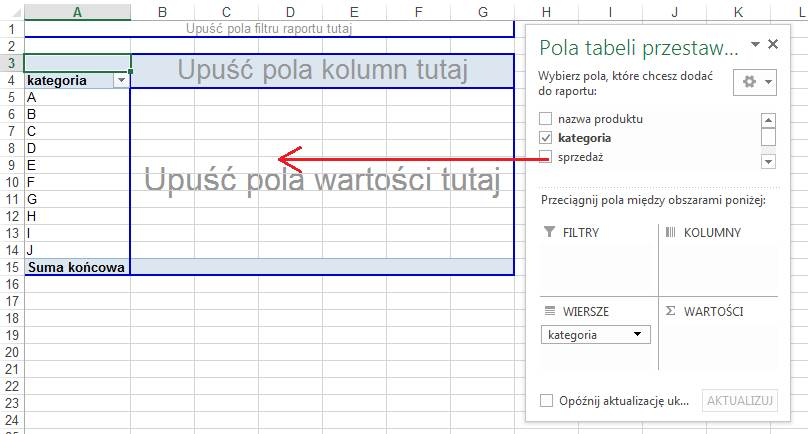 A B C D E F G H I J K L
1 Upuść pola filtru raportu tutaj
2
3 Upuść pola kolumn tutaj
4 kategoria
5 A
6 B
7 C
8 D
9 E
10 F
11 G
12 H
13 I
14 J
15 Suma końcowa
16
17
18
19
20
21
22
23
24
Upuść pola wartości tutaj
Pola tabeli przestaw...
Wybierz pola, które chcesz dodać
do raportu:
nazwa produktu
kategoria
sprzedaż
Przeciągnij pola między obszarami poniżej:
FILTRY
KOLUMNY
WIERSZE
WARTOŚCI
kategoria
Opóźnij aktualizację uk...
AKTUALIZUJ